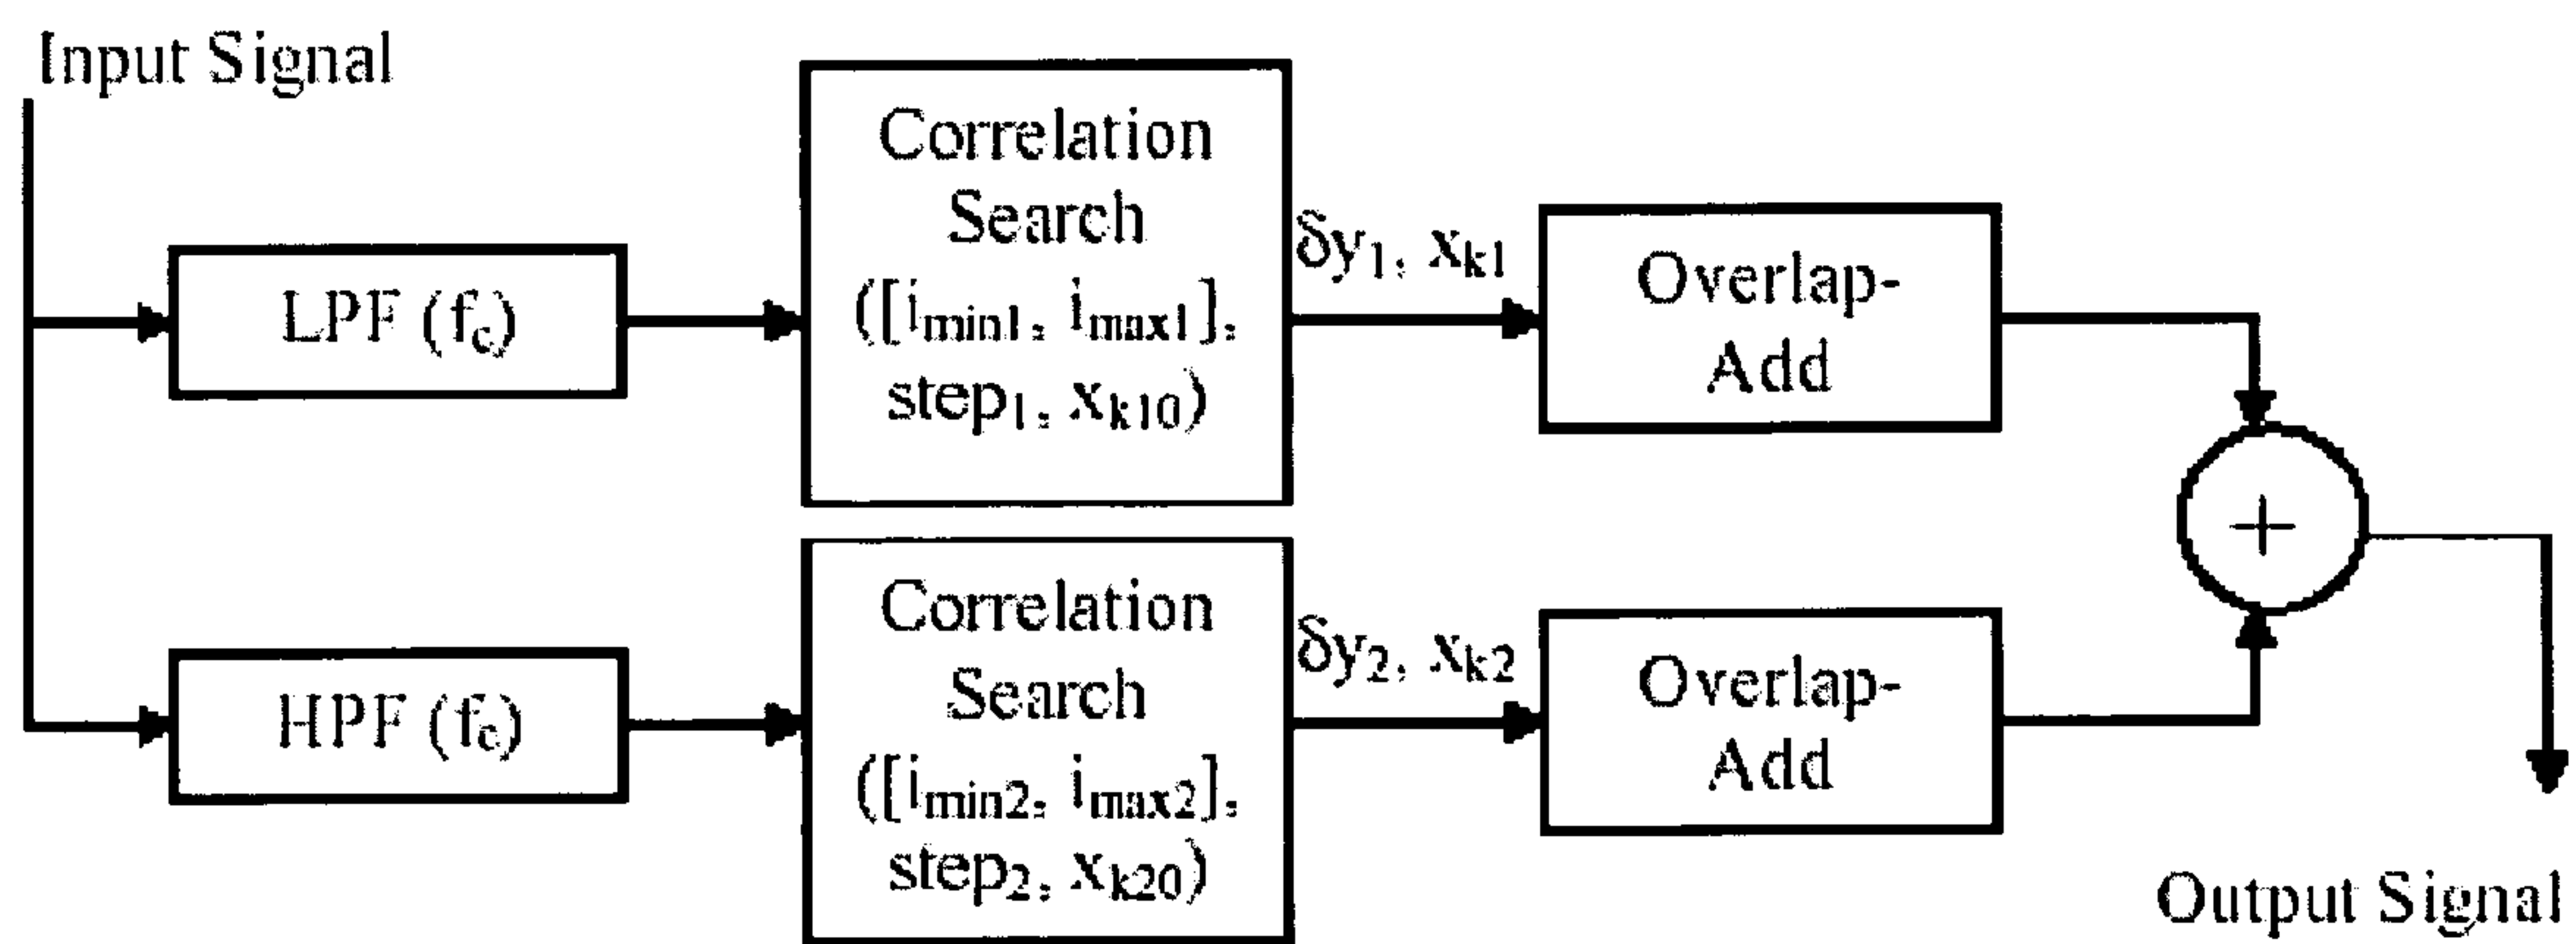 Input Signal
LPF (fc)
Correlation
Search
([imin1, imax1],
step1, xk10)
δy1, xk1
Overlap-
Add
+
HPF (fc)
Correlation
Search
([imin2, imax2],
step2, xk20)
δy2, xk2
Overlap-
Add
Output Signal